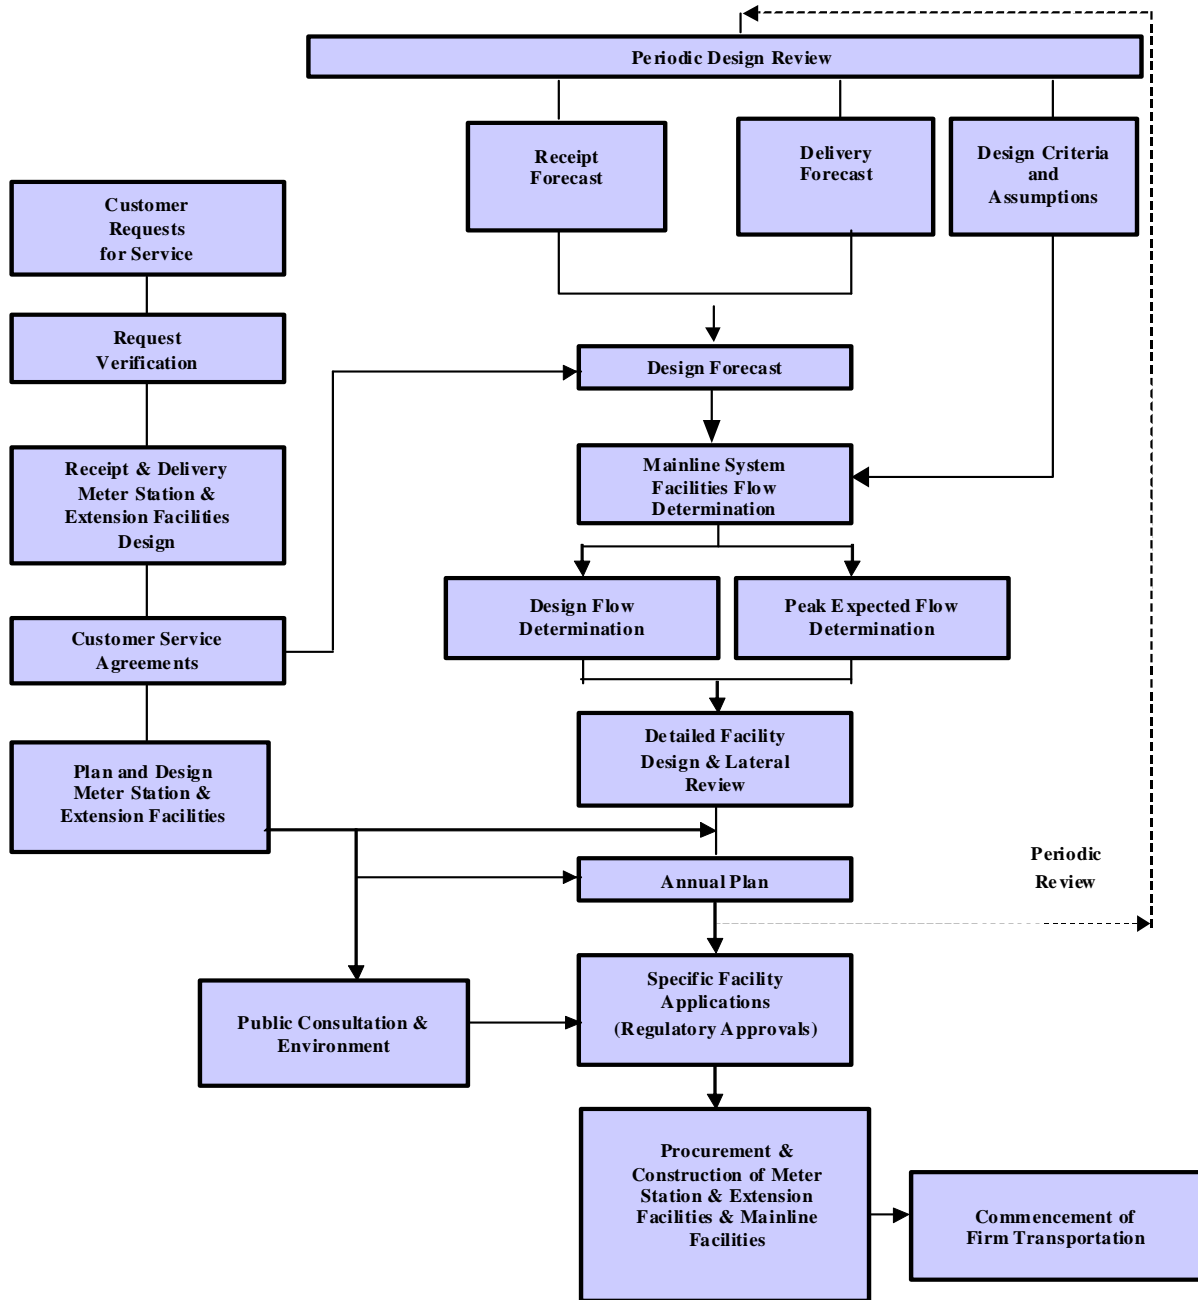 Periodic Design Review
Receipt
Forecast
Delivery
Forecast
Design Criteria
and
Assumptions
Customer
Requests
for Service
Request
Verification
Receipt & Delivery
Meter Station &
Extension Facilities
Design
Customer Service
Agreements
Plan and Design
Meter Station &
Extension Facilities
Design Forecast
Mainline System
Facilities Flow
Determination
Design Flow
Determination
Peak Expected Flow
Determination
Detailed Facility
Design & Lateral
Review
Annual Plan
Periodic
Review
Specific Facility
Applications
(Regulatory Approvals)
Public Consultation &
Environment
Procurement &
Construction of Meter
Station & Extension
Facilities & Mainline
Facilities
Commencement of
Firm Transportation